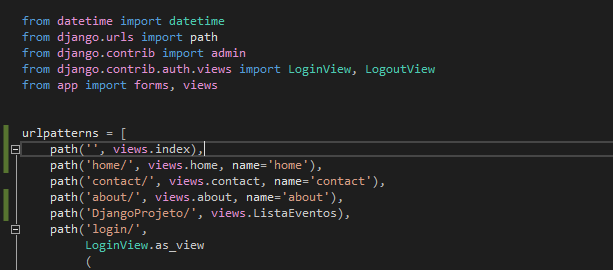 from datetime import datetime
from django.urls import path
from django.contrib import admin
from django.contrib.auth.views import LoginView, LogoutView
from app import forms, views
urlpatterns = [
path('', views.index),
path('home/', views.home, name='home'),
path('contact/', views.contact, name='contact'),
path('about/', views.about, name='about'),
path('DjangoProjeto/', views.ListaEventos),
path('login/',
LoginView.as_view
(